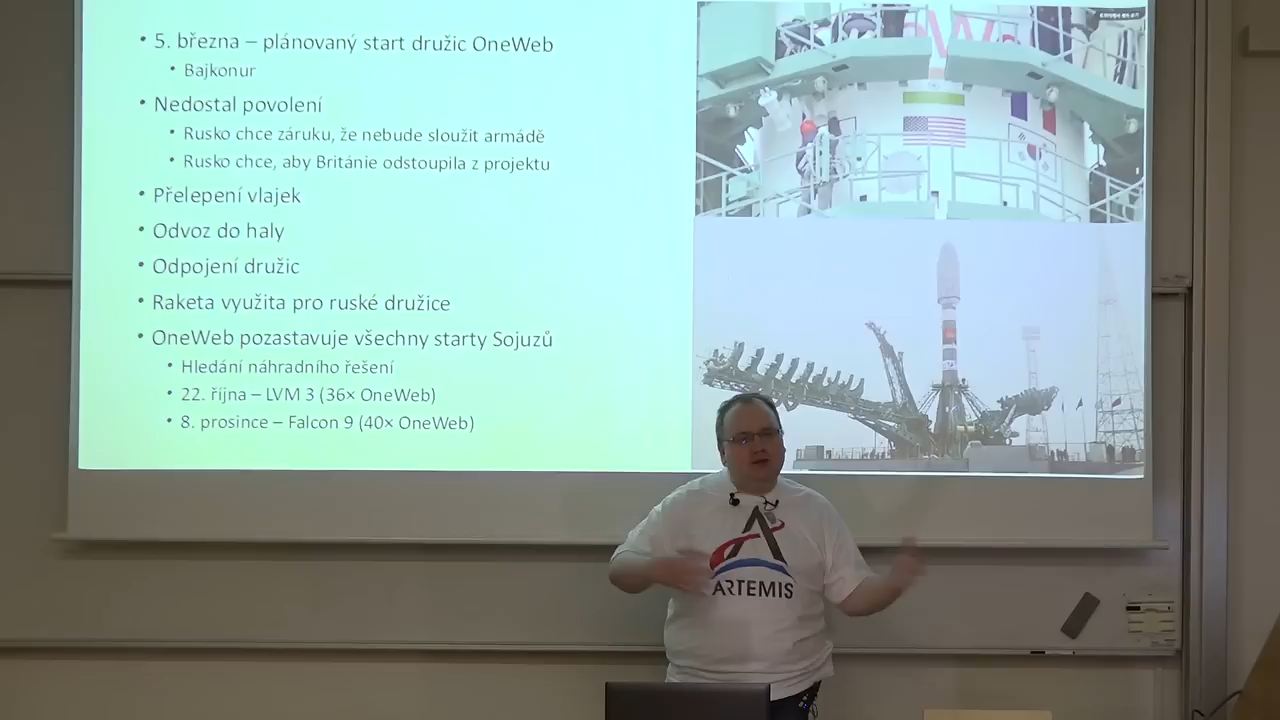 • 5. března – plánovaný start družic OneWeb
• Bajkonur
• Nedostal povolení
• Rusko chce záruku, že nebude sloužit armádě
• Rusko chce, aby Británie odstoupila z projektu
• Přelepení vlajek
• Odvoz do haly
• Odpojení družic
• Raketa využita pro ruské družice
• OneWeb pozastavuje všechny starty Sojuzů
• Hledání náhradního řešení
• 22. října – LVM 3 (36× OneWeb)
• 8. prosince – Falcon 9 (40× OneWeb)
ARTEMIS